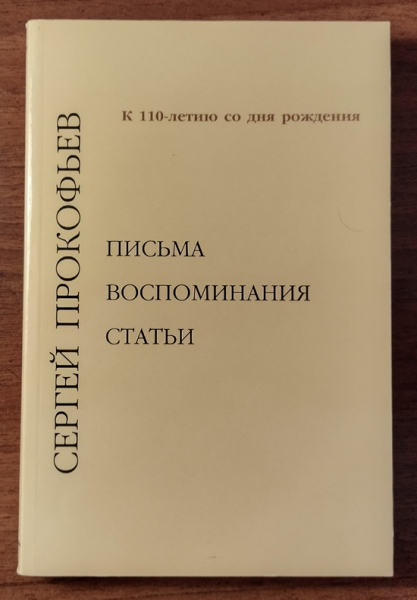 К 110-летию со дня рождения
СЕРГЕЙ ПРОКОФЬЕВ
ПИСЬМА
ВОСПОМИНАНИЯ
СТАТЬИ